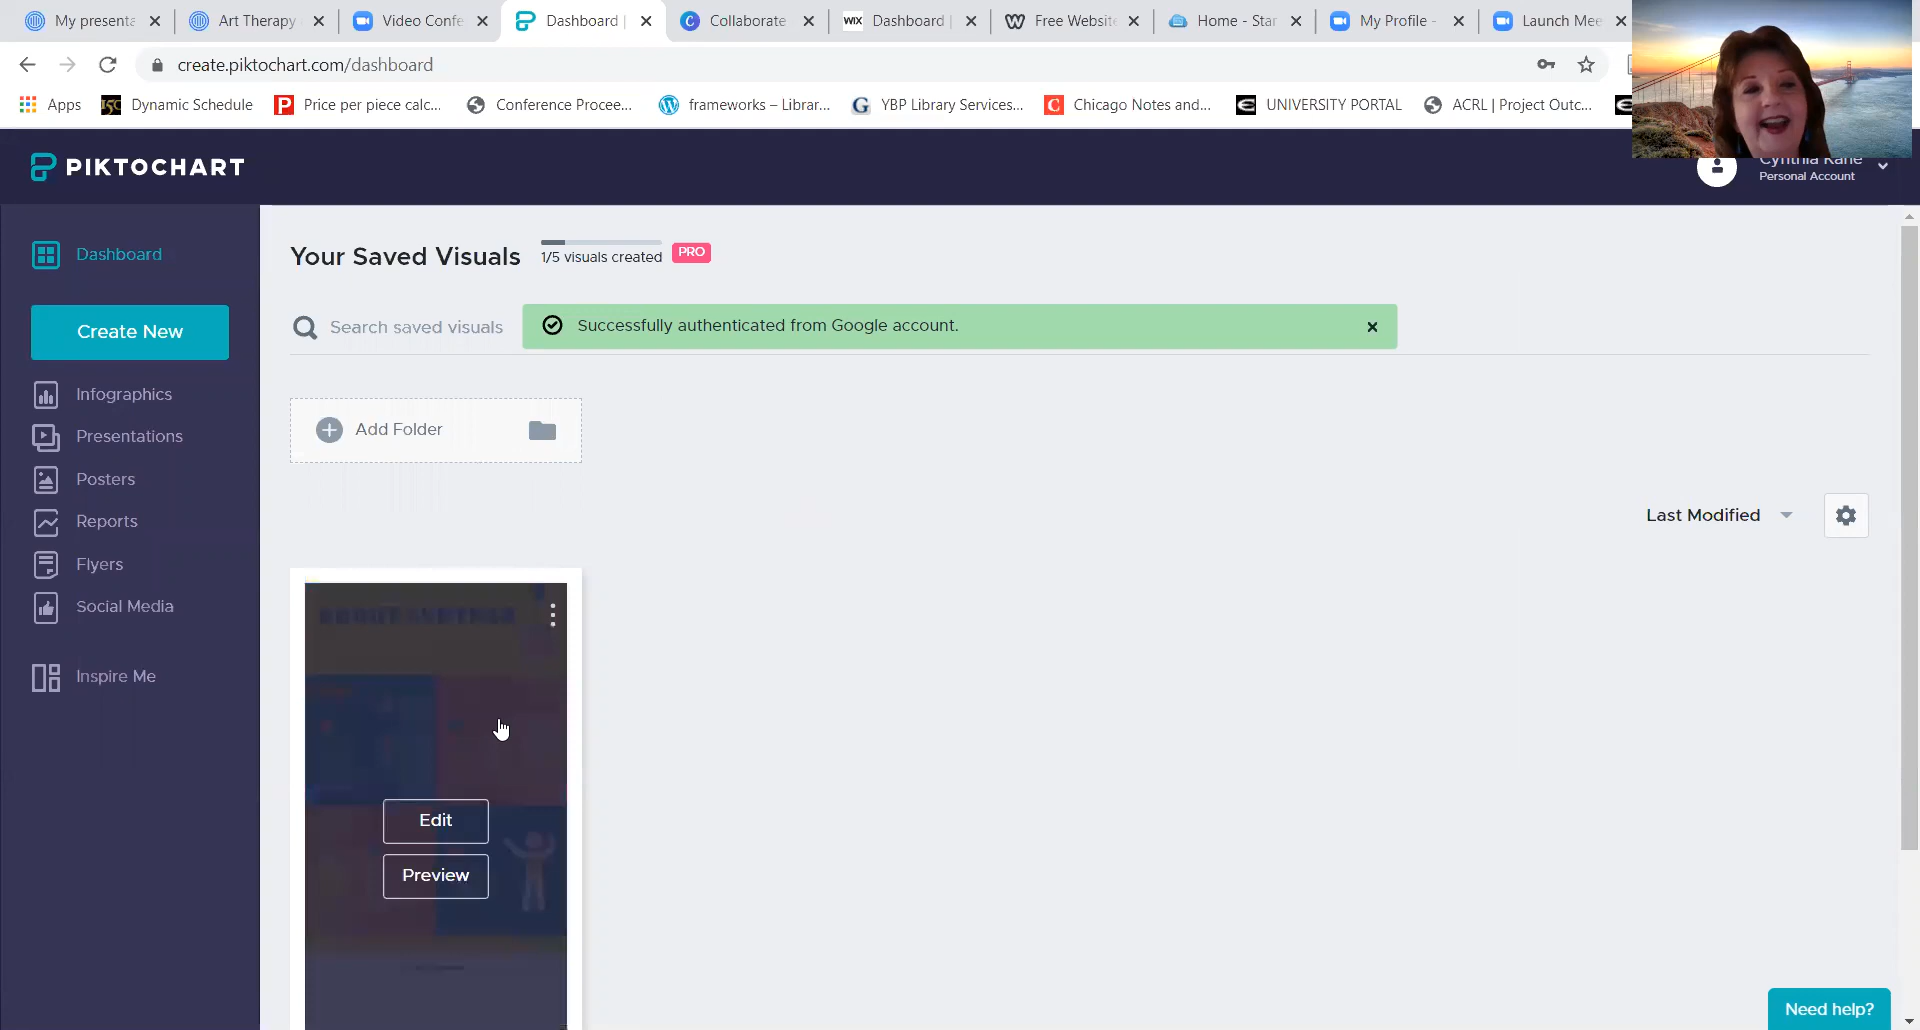 My presenta
Art Therapy
Video Confe
Dashboard
Collaborate
WIX
Dashboard
Free Website
Home - Star
My Profile -
Launch Mee
create.piktochart.com/dashboard
Apps
Dynamic Schedule
Price per piece calc...
Conference Procee...
frameworks – Librar...
YBP Library Services...
Chicago Notes and...
UNIVERSITY PORTAL
ACRL | Project Outc...
PIKTOCHART
Cynthia Kane
Personal Account
Dashboard
Create New
Infographics
Presentations
Posters
Reports
Flyers
Social Media
Inspire Me
Your Saved Visuals
1/5 visuals created
PRO
Search saved visuals
Successfully authenticated from Google account.
Add Folder
Last Modified
Edit
Preview
Need help?